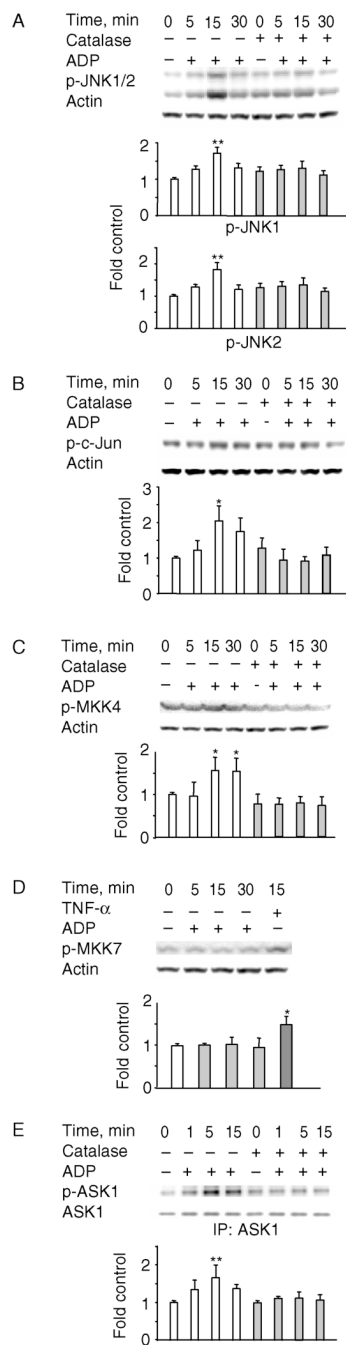 A
Time, min 0 5 15 30 0 5 15 30
Catalase – – – – + + + +
ADP – + + + – + + +
p-JNK1/2
Actin
Fold control
2
**
1
0
p-JNK1
2
**
1
0
p-JNK2
B
Time, min 0 5 15 30 0 5 15 30
Catalase – – – – + + + +
ADP – + + + - + + +
p-c-Jun
Actin
Fold control
3
2
*
1
0
C
Time, min 0 5 15 30 0 5 15 30
Catalase – – – – + + + +
ADP – + + + - + + +
p-MKK4
Actin
Fold control
2
* *
1
0
D
Time, min 0 5 15 30 15
TNF-α – – – – +
ADP – + + + –
p-MKK7
Actin
Fold control
2
*
1
0
E
Time, min 0 1 5 15 0 1 5 15
Catalase – – – – + + + +
ADP – + + + – + + +
p-ASK1
ASK1
IP: ASK1
Fold control
2
**
1
0